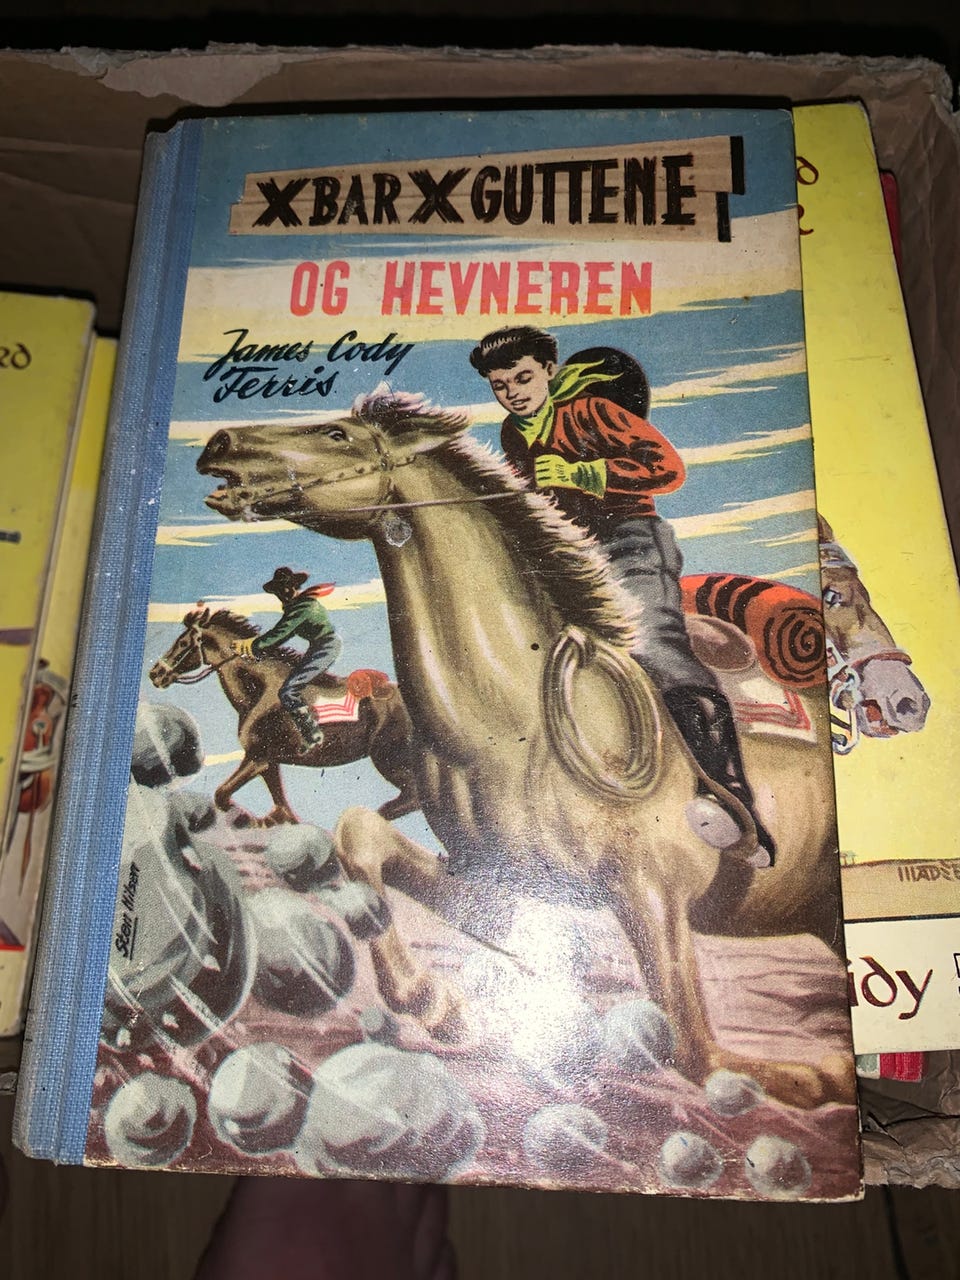 X BAR X GUTTENE
OG HEVNEREN
James Cody
Ferris
Sten Nilsen